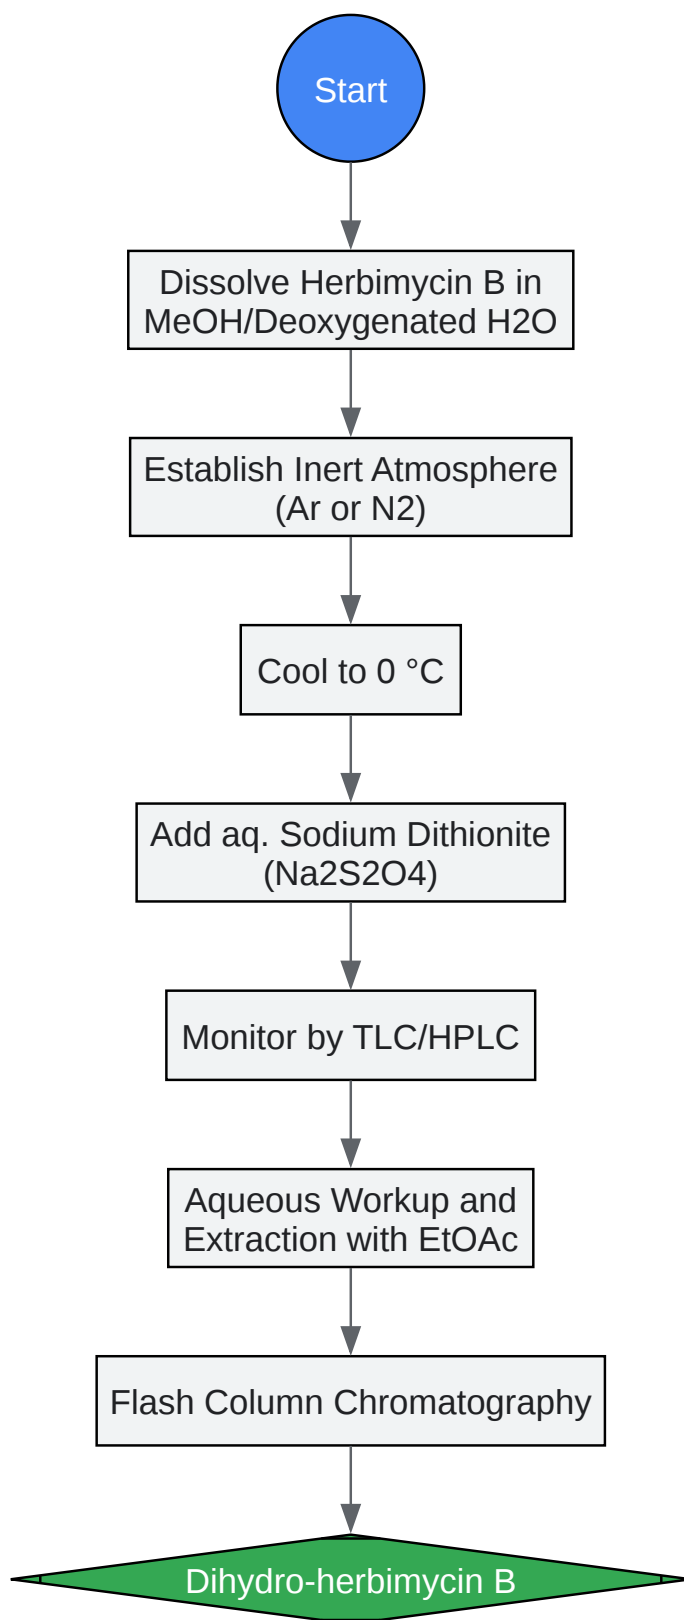 Start
Dissolve Herbimycin B in
MeOH/Deoxygenated H2O
Establish Inert Atmosphere
(Ar or N2)
Cool to 0 °C
Add aq. Sodium Dithionite
(Na2S2O4)
Monitor by TLC/HPLC
Aqueous Workup and
Extraction with EtOAc
Flash Column Chromatography
Dihydro-herbimycin B